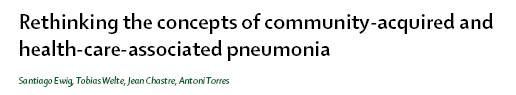 Rethinking the concepts of community-acquired and
health-care-associated pneumonia
Santiago Ewig, Tobias Welte, Jean Chastre, Antoni Torres